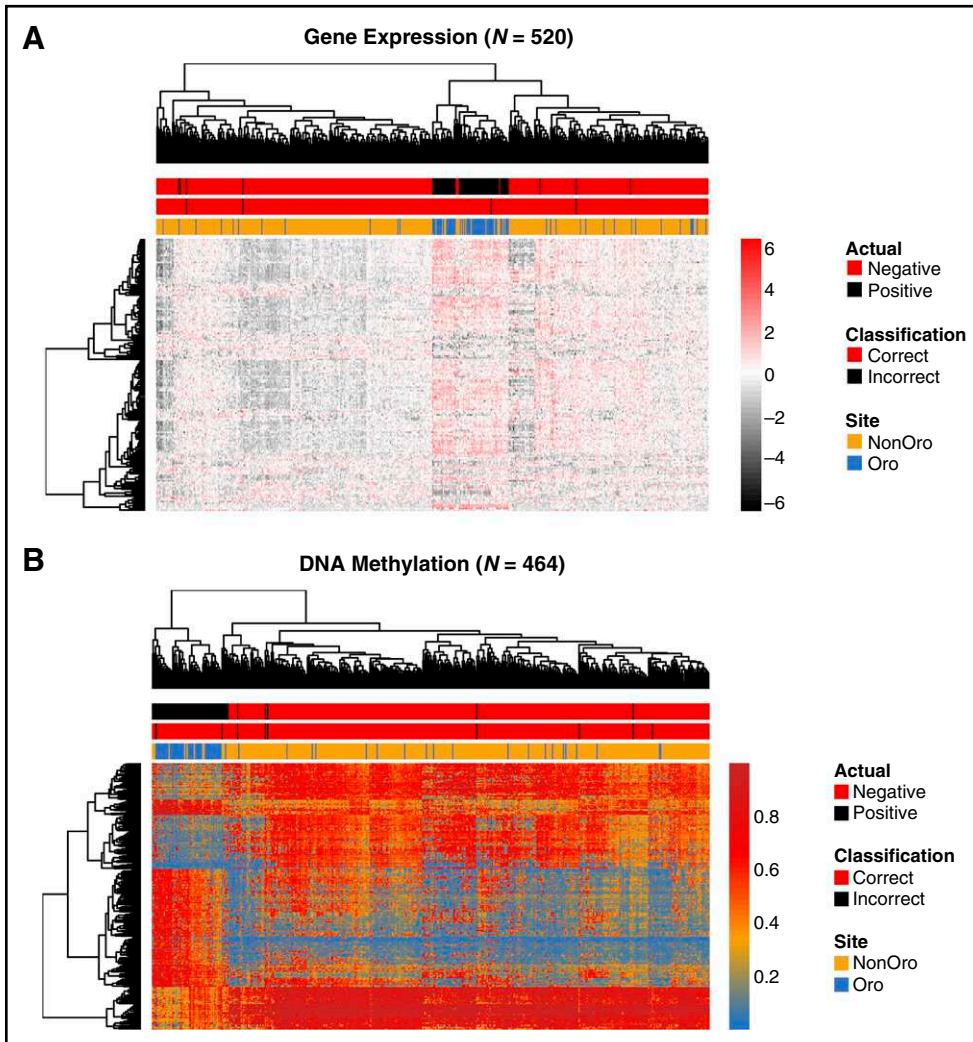 A
Gene Expression (N = 520)
6
4
2
0
–2
–4
–6
Actual
Negative
Positive
Classification
Correct
Incorrect
Site
NonOro
Oro
B
DNA Methylation (N = 464)
0.8
0.6
0.4
0.2
Actual
Negative
Positive
Classification
Correct
Incorrect
Site
NonOro
Oro